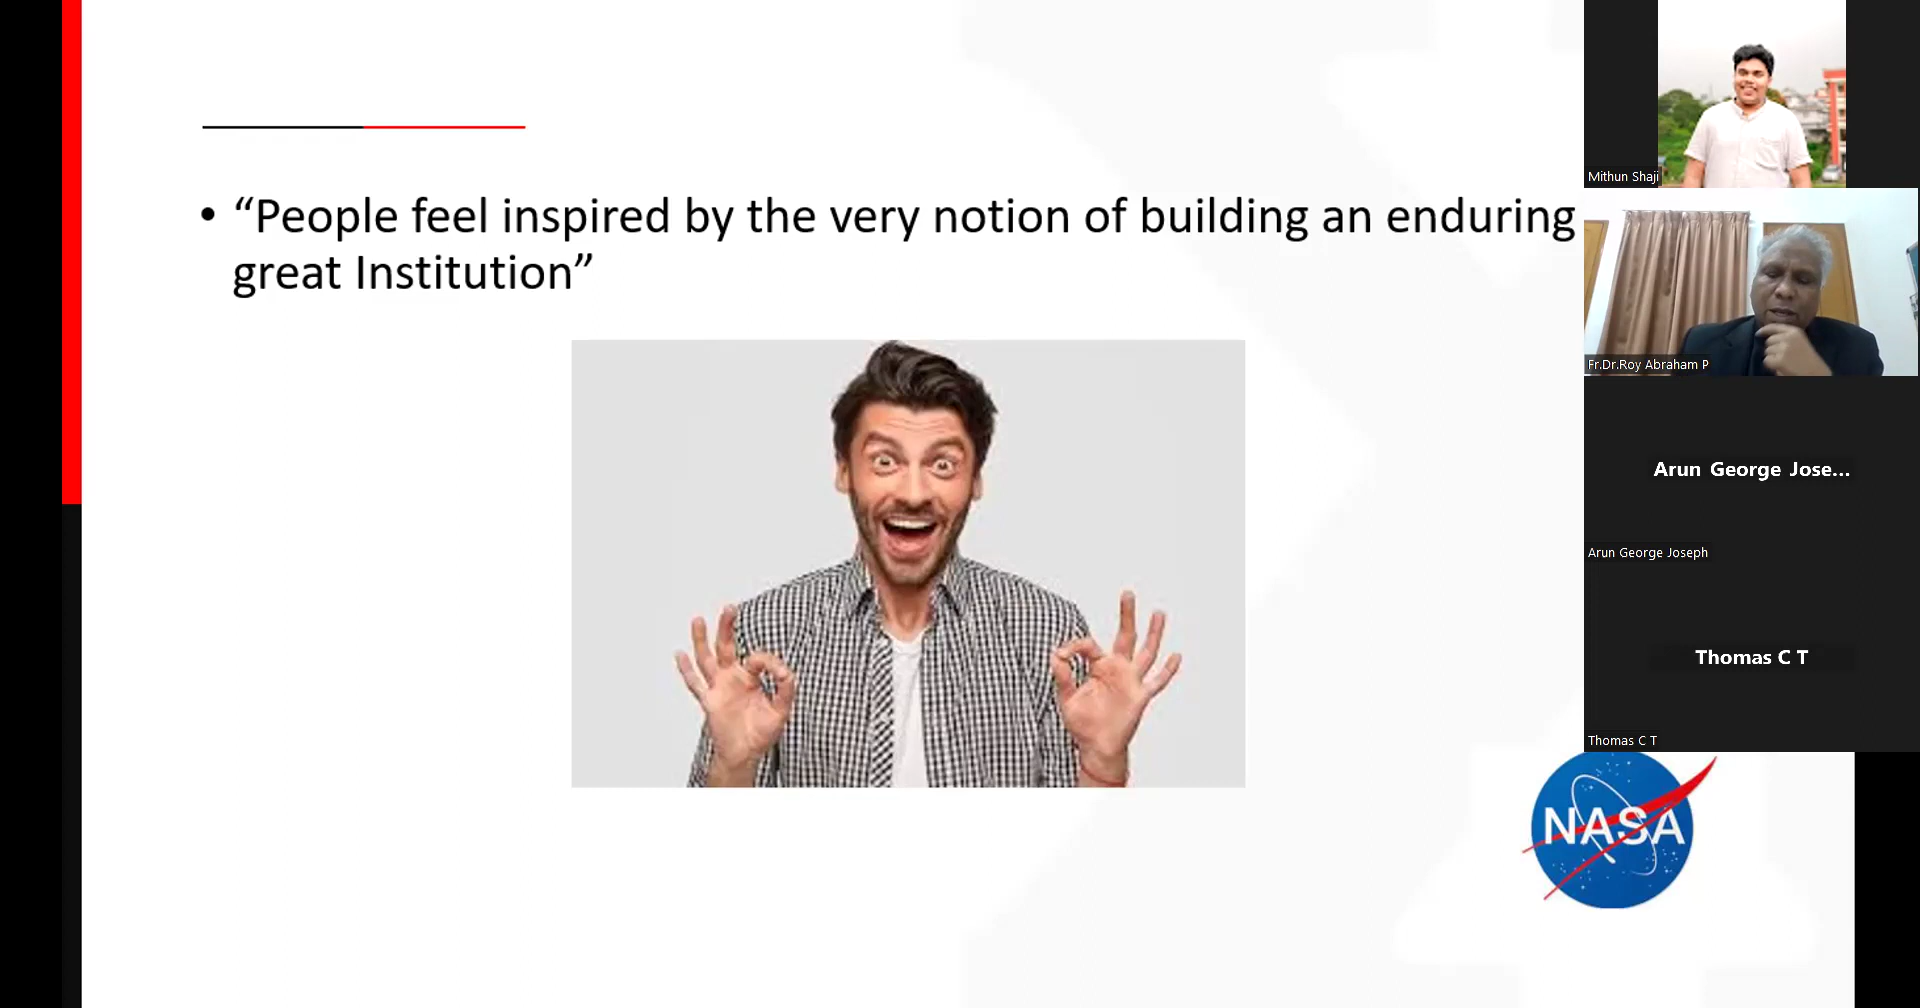 • “People feel inspired by the very notion of building an enduring
great Institution”
Mithun Shaji
Fr.Dr.Roy Abraham P
Arun George Jose...
Arun George Joseph
Thomas C T
Thomas C T
NASA